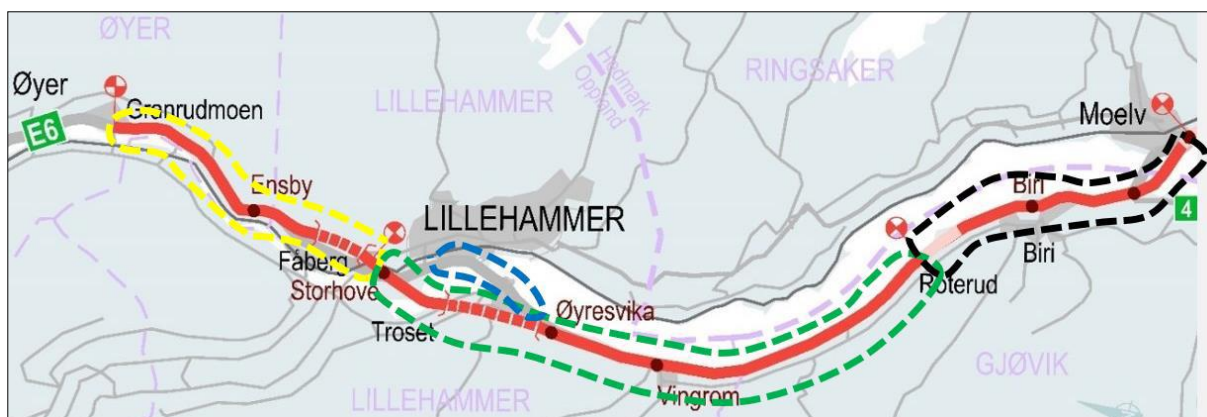 ØYER
Øyer
E6
Granrudmoen
Ensby
Fåberg
Storhove
LILLEHAMMER
LILLEHAMMER
Troset
Øyresvika
LILLEHAMMER
Vingrom
Hedmark
Oppland
RINGSAKER
Moelv
Biri
4
Biri
Roterud
GJØVIK